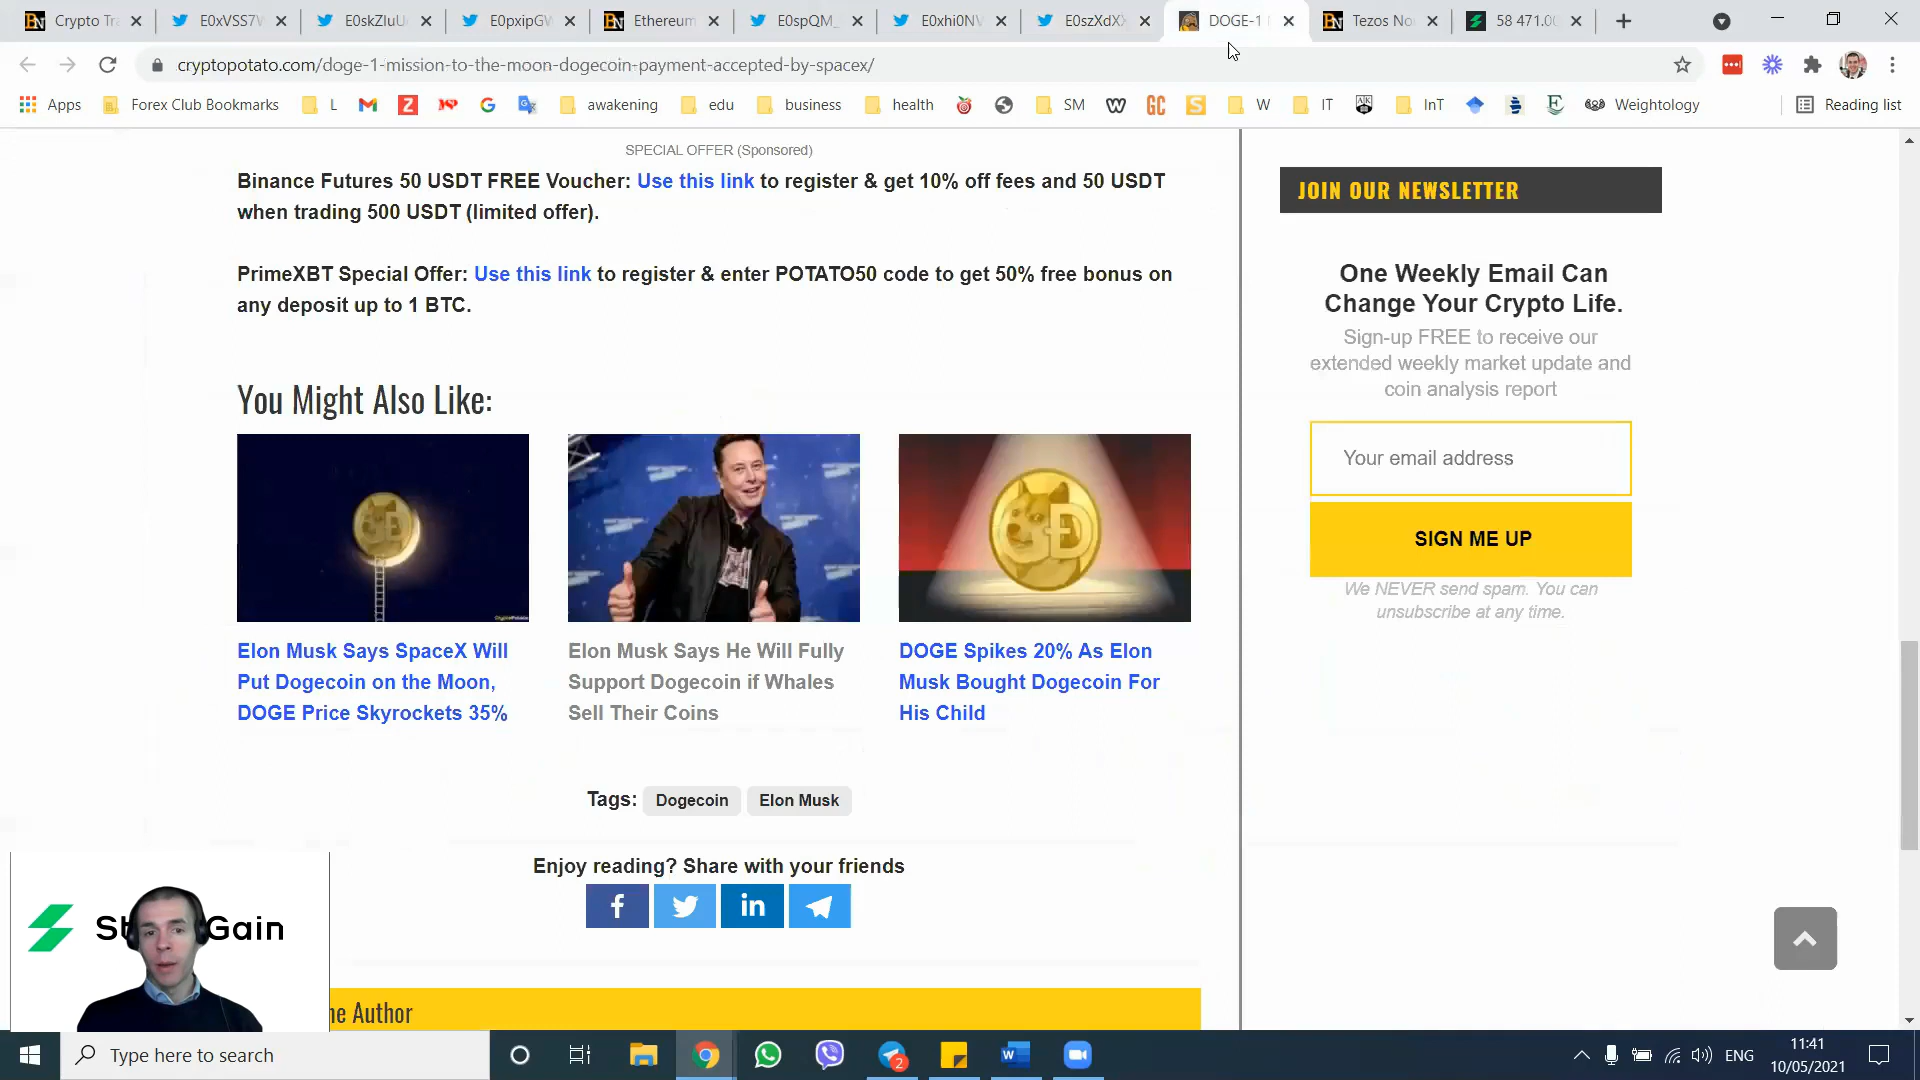 Crypto Tra
E0xVSS7V
E0skZIuU
E0pxipGW
Ethereum
E0spQM_
E0xhi0NV
E0szXdX
DOGE-1
Tezos No
58 471.00
cryptopotato.com/doge-1-mission-to-the-moon-dogecoin-payment-accepted-by-spacex/
Apps
Forex Club Bookmarks
L
awakening
edu
business
health
SM
W
IT
InT
Weightology
Reading list
SPECIAL OFFER (Sponsored)
Binance Futures 50 USDT FREE Voucher: Use this link to register & get 10% off fees and 50 USDT
when trading 500 USDT (limited offer).
PrimeXBT Special Offer: Use this link to register & enter POTATO50 code to get 50% free bonus on
any deposit up to 1 BTC.
You Might Also Like:
Elon Musk Says SpaceX Will
Put Dogecoin on the Moon,
DOGE Price Skyrockets 35%
Elon Musk Says He Will Fully
Support Dogecoin if Whales
Sell Their Coins
DOGE Spikes 20% As Elon
Musk Bought Dogecoin For
His Child
Tags: Dogecoin Elon Musk
Enjoy reading? Share with your friends
JOIN OUR NEWSLETTER
One Weekly Email Can
Change Your Crypto Life.
Sign-up FREE to receive our
extended weekly market update and
coin analysis report
Your email address
SIGN ME UP
We NEVER send spam. You can
unsubscribe at any time.
Gain
he Author
Type here to search
2
ENG
11:41
10/05/2021